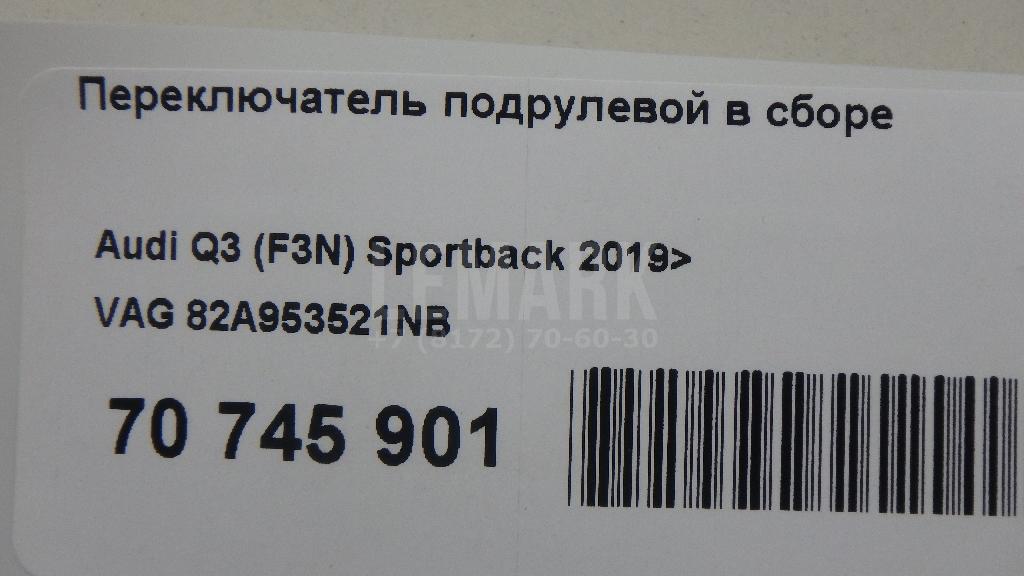 Переключатель подрулевой в сборе
Audi Q3 (F3N) Sportback 2019>
VAG 82A953521NB
LEMARK
+7 (8172) 70-60-30
70 745 901